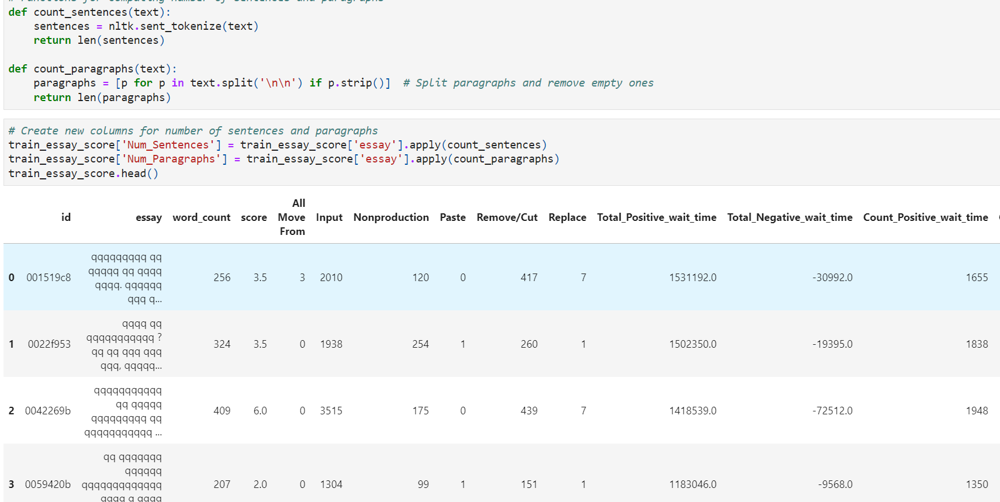 # Functions for computing number of sentences and paragraphs
def count_sentences(text):
    sentences = nltk.sent_tokenize(text)
    return len(sentences)
def count_paragraphs(text):
    paragraphs = [p for p in text.split('\n\n') if p.strip()]  # Split paragraphs and remove empty ones
    return len(paragraphs)
# Create new columns for number of sentences and paragraphs
train_essay_score['Num_Sentences'] = train_essay_score['essay'].apply(count_sentences)
train_essay_score['Num_Paragraphs'] = train_essay_score['essay'].apply(count_paragraphs)
train_essay_score.head()
id essay word_count score All Move From Input Nonproduction Paste Remove/Cut Replace Total_Positive_wait_time Total_Negative_wait_time Count_Positive_wait_time
qqqqqqqqq qq
qqqqq qq qqqq
0 001519c8 256 3.5 3 2010 120 0 417 7 1531192.0 -30992.0 1655
qqqq. qqqqqq
qqq q...
qqqq qq
qqqqqqqqqqq ?
1 0022f953 324 3.5 0 1938 254 1 260 1 1502350.0 -19395.0 1838
qq qq qqq qqq
qqq, qqqqq...
qqqqqqqqqqq
qq qqqqq
2 0042269b 409 6.0 0 3515 175 0 439 7 1418539.0 -72512.0 1948
qqqqqqqqq qq
qqqqqqqqqqq ...
qq qqqqqqq
qqqqqq
3 0059420b qqqqqqqqqqqqq 207 2.0 0 1304 99 1 151 1 1183046.0 -9568.0 1350
qqqq q qqqq